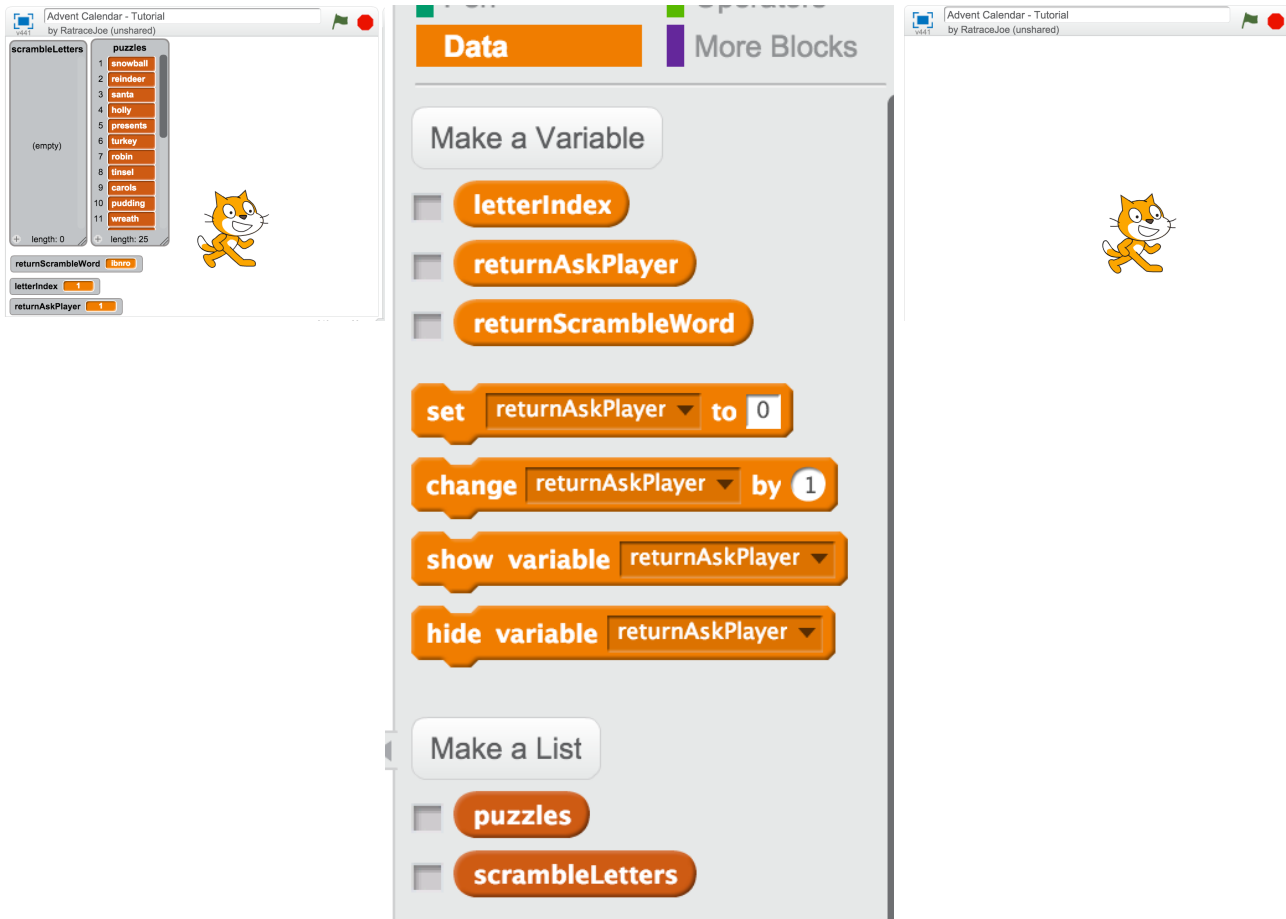 Advent Calendar - Tutorial
v441
by RatraceJoe (unshared)
scrambleLetters
(empty)
+ length: 0
puzzles
1 snowball
2 reindeer
3 santa
4 holly
5 presents
6 turkey
7 robin
8 tinsel
9 carols
10 pudding
11 wreath
+ length: 25
returnScrambleWord lbnro
letterIndex 1
returnAskPlayer 1
Pen
Operators
Data
More Blocks
Make a Variable
letterIndex
returnAskPlayer
returnScrambleWord
set returnAskPlayer to 0
change returnAskPlayer by 1
show variable returnAskPlayer
hide variable returnAskPlayer
Make a List
puzzles
scrambleLetters
Advent Calendar - Tutorial
v441
by RatraceJoe (unshared)